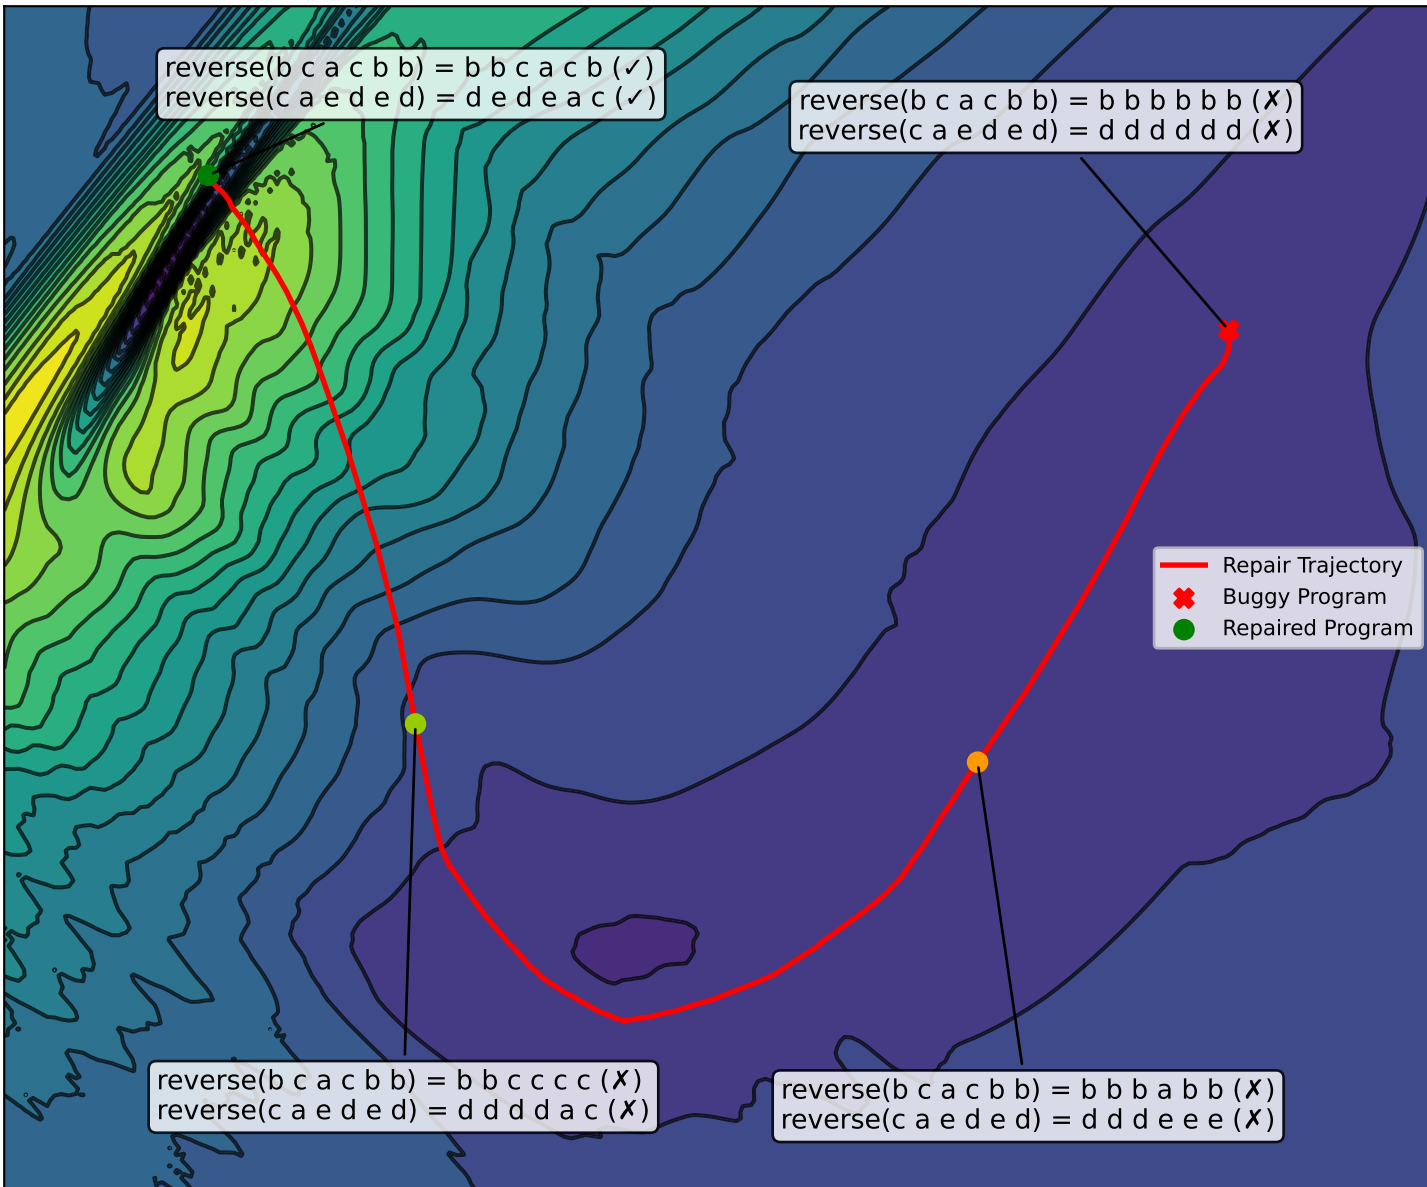 reverse(b c a c b b) = b b c a c b (✓)
reverse(c a e d e d) = d e d e a c (✓)
reverse(b c a c b b) = b b b b b b (✗)
reverse(c a e d e d) = d d d d d d (✗)
Repair Trajectory
Buggy Program
Repaired Program
reverse(b c a c b b) = b b c c c c (✗)
reverse(c a e d e d) = d d d d a c (✗)
reverse(b c a c b b) = b b b a b b (✗)
reverse(c a e d e d) = d d d e e e (✗)